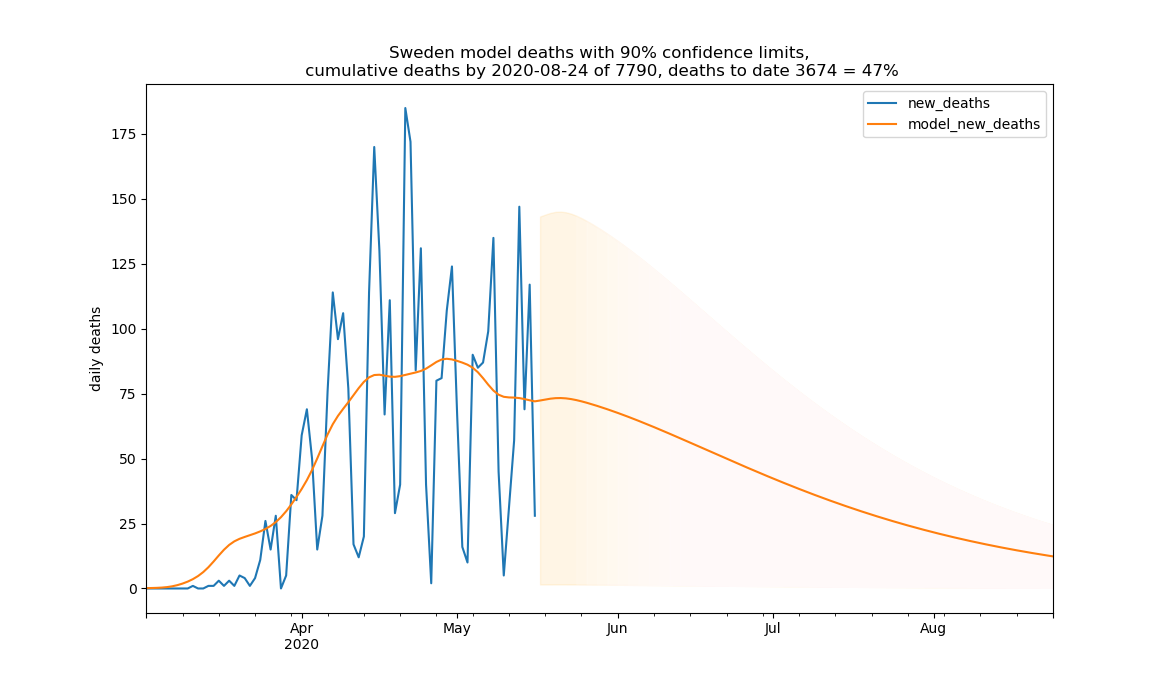 Sweden model deaths with 90% confidence limits,
cumulative deaths by 2020-08-24 of 7790, deaths to date 3674 = 47%
new_deaths
model_new_deaths
175
150
125
100
75
50
25
0
daily deaths
Apr
2020
May
Jun
Jul
Aug